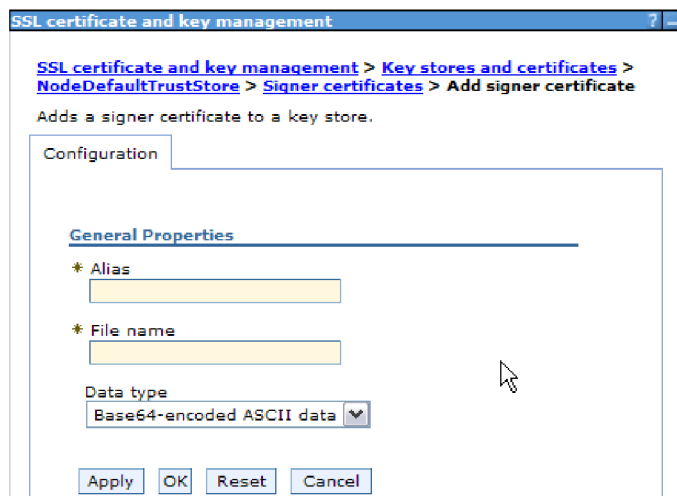 SSL certificate and key management ? –
SSL certificate and key management > Key stores and certificates >
NodeDefaultTrustStore > Signer certificates > Add signer certificate
Adds a signer certificate to a key store.
Configuration
General Properties
* Alias
* File name
Data type
Base64-encoded ASCII data
Apply OK Reset Cancel